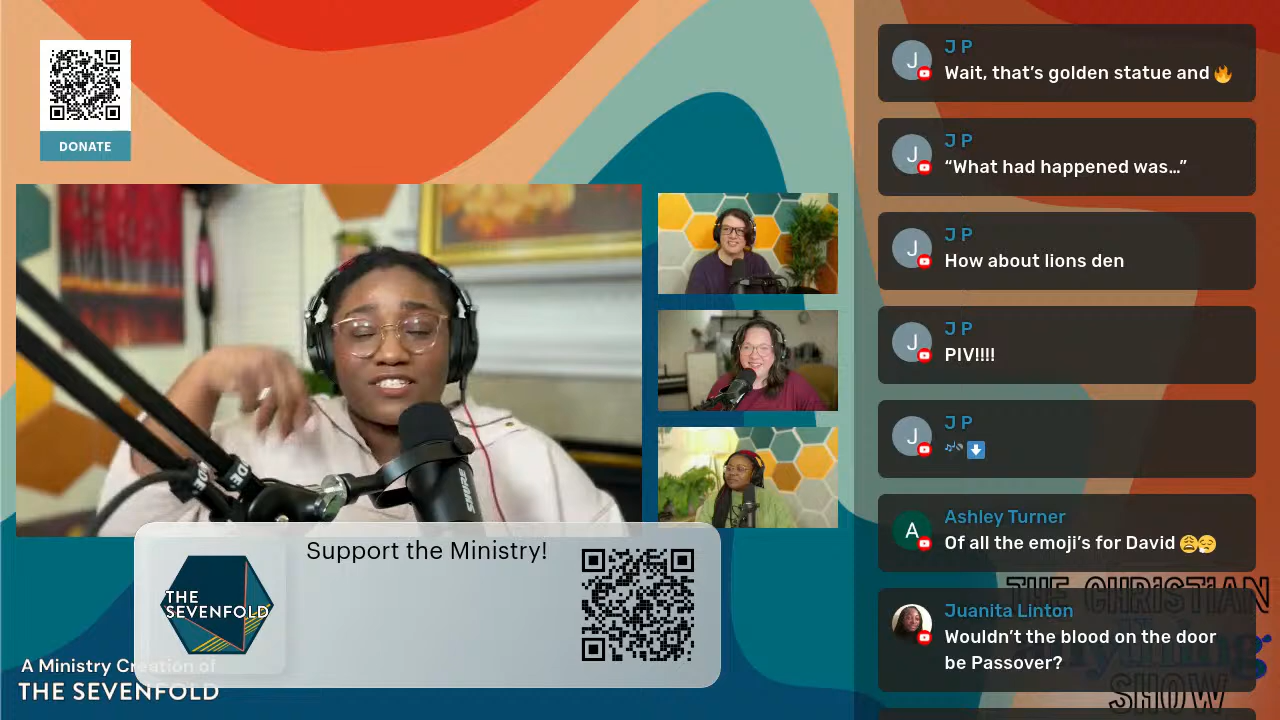 DONATE
Support the Ministry!
THE
SEVENFOLD
A Ministry Creation of
THE SEVENFOLD
J
J P
Wait, that’s golden statue and 🔥
J
J P
“What had happened was…”
J
J P
How about lions den
J
J P
PIV!!!!
J
J P
A
Ashley Turner
Of all the emoji’s for David 😩😥
Juanita Linton
Wouldn’t the blood on the door
be Passover?
THE CHRISTIAN
anything
SHOW